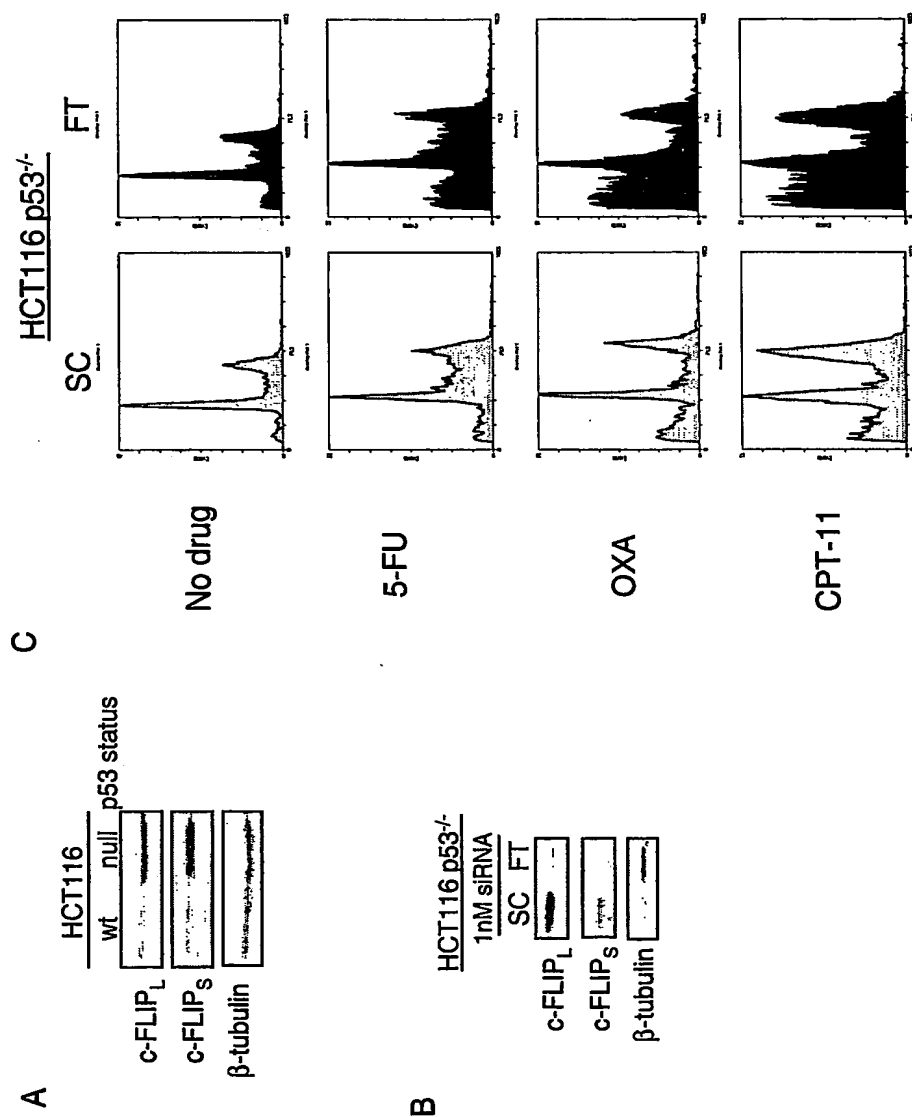 A
HCT116
wt null p53 status
c-FLIPL
c-FLIPS
β-tubulin
B
HCT116 p53-/-
1nM siRNA
SC FT
c-FLIPL
c-FLIPS
β-tubulin
C
HCT116 p53-/-
SC FT
No drug
5-FU
OXA
CPT-11